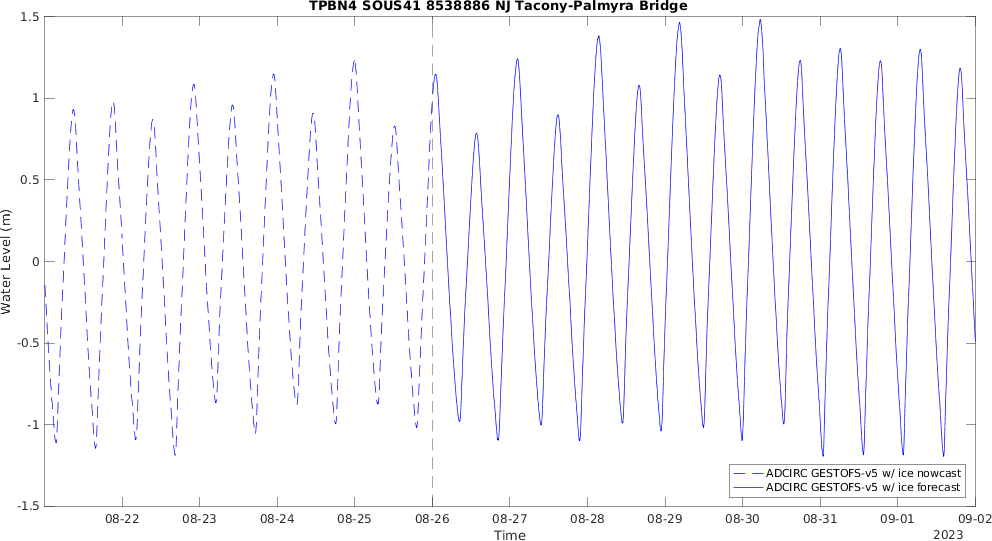 TPBN4 SOUS41 8538886 NJ Tacony-Palmyra Bridge
1.5
1
0.5
0
-0.5
-1
-1.5
Water Level (m)
ADCIRC GESTOFS-v5 w/ ice nowcast
ADCIRC GESTOFS-v5 w/ ice forecast
08-22 08-23 08-24 08-25 08-26 08-27 08-28 08-29 08-30 08-31 09-01 09-02
Time
2023